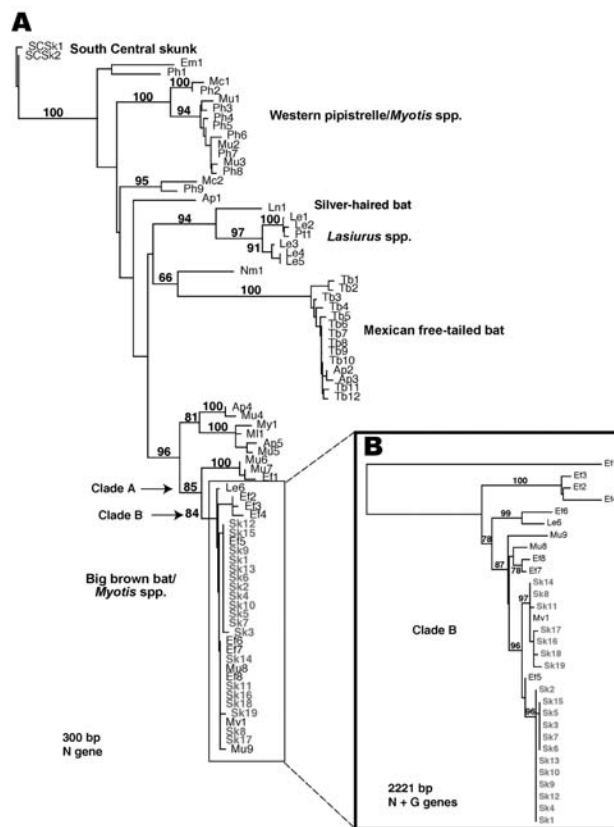 A
SCSk1
SCSk2
South Central skunk
Em1
Ph1
100
100
100
Mc1
Ph2
94
Mu1
Ph3
Ph4
Ph5
Ph6
Mu2
Ph7
Mu3
Ph8
Western pipistrelle/Myotis spp.
95
Mc2
Ph9
Ap1
94
Ln1
Silver-haired bat
97
100
Le1
Le2
Pt1
91
Le3
Le4
Le5
Lasiurus spp.
66
Nm1
100
Tb1
Tb2
Tb3
Tb4
Tb5
Tb6
Tb7
Tb8
Tb9
Tb10
Ap2
Ap3
Tb11
Tb12
Mexican free-tailed bat
96
81
100
Ap4
Mu4
100
My1
Ml1
Ap5
Mu5
100
Mu6
Mu7
Ef1
Clade A
85
Clade B
84
Le6
Ef2
Ef3
Ef4
Sk12
Sk15
Ef5
Sk9
Sk1
Sk13
Sk6
Sk2
Sk4
Sk10
Sk5
Sk7
Sk3
Ef6
Ef7
Sk14
Mu8
Ef8
Sk11
Sk16
Sk18
Sk19
Mv1
Sk8
Sk17
Mu9
Big brown bat/
Myotis spp.
300 bp
N gene
B
100
Ef3
Ef2
78
99
Ef6
Le6
87
Mu9
Mu8
78
Ef8
Ef7
97
Sk14
Sk8
Sk11
Mv1
Sk17
Sk16
Sk18
Sk19
Clade B
96
Ef5
96
Sk2
Sk15
Sk5
Sk3
Sk7
Sk6
Sk13
Sk10
Sk9
Sk12
Sk4
Sk1
2221 bp
N + G genes